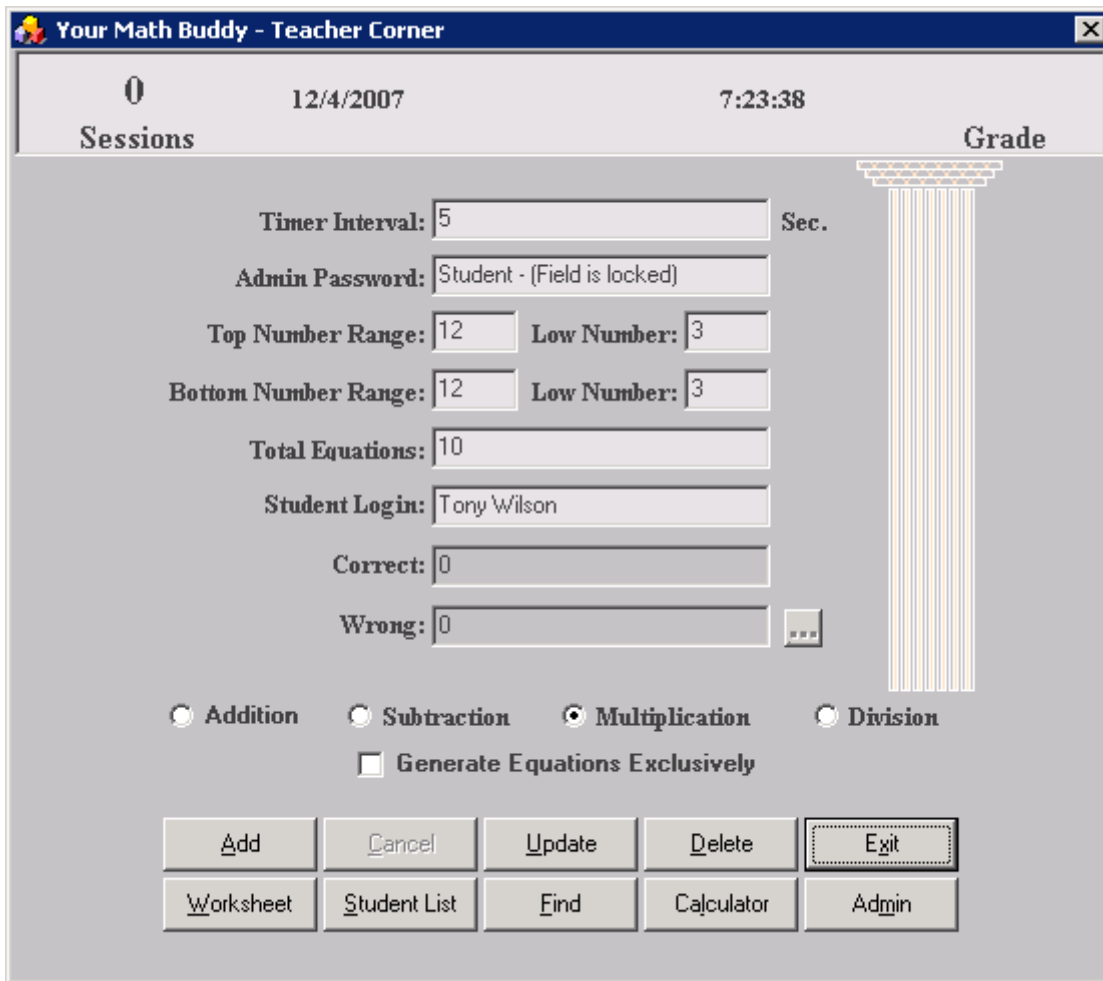 Your Math Buddy - Teacher Corner
0 12/4/2007 7:23:38
Sessions Grade
Timer Interval: 5 Sec.
Admin Password: Student - (Field is locked)
Top Number Range: 12 Low Number: 3
Bottom Number Range: 12 Low Number: 3
Total Equations: 10
Student Login: Tony Wilson
Correct: 0
Wrong: 0 ...
Addition Subtraction Multiplication Division
Generate Equations Exclusively
Add Cancel Update Delete Exit
Worksheet Student List Find Calculator Admin